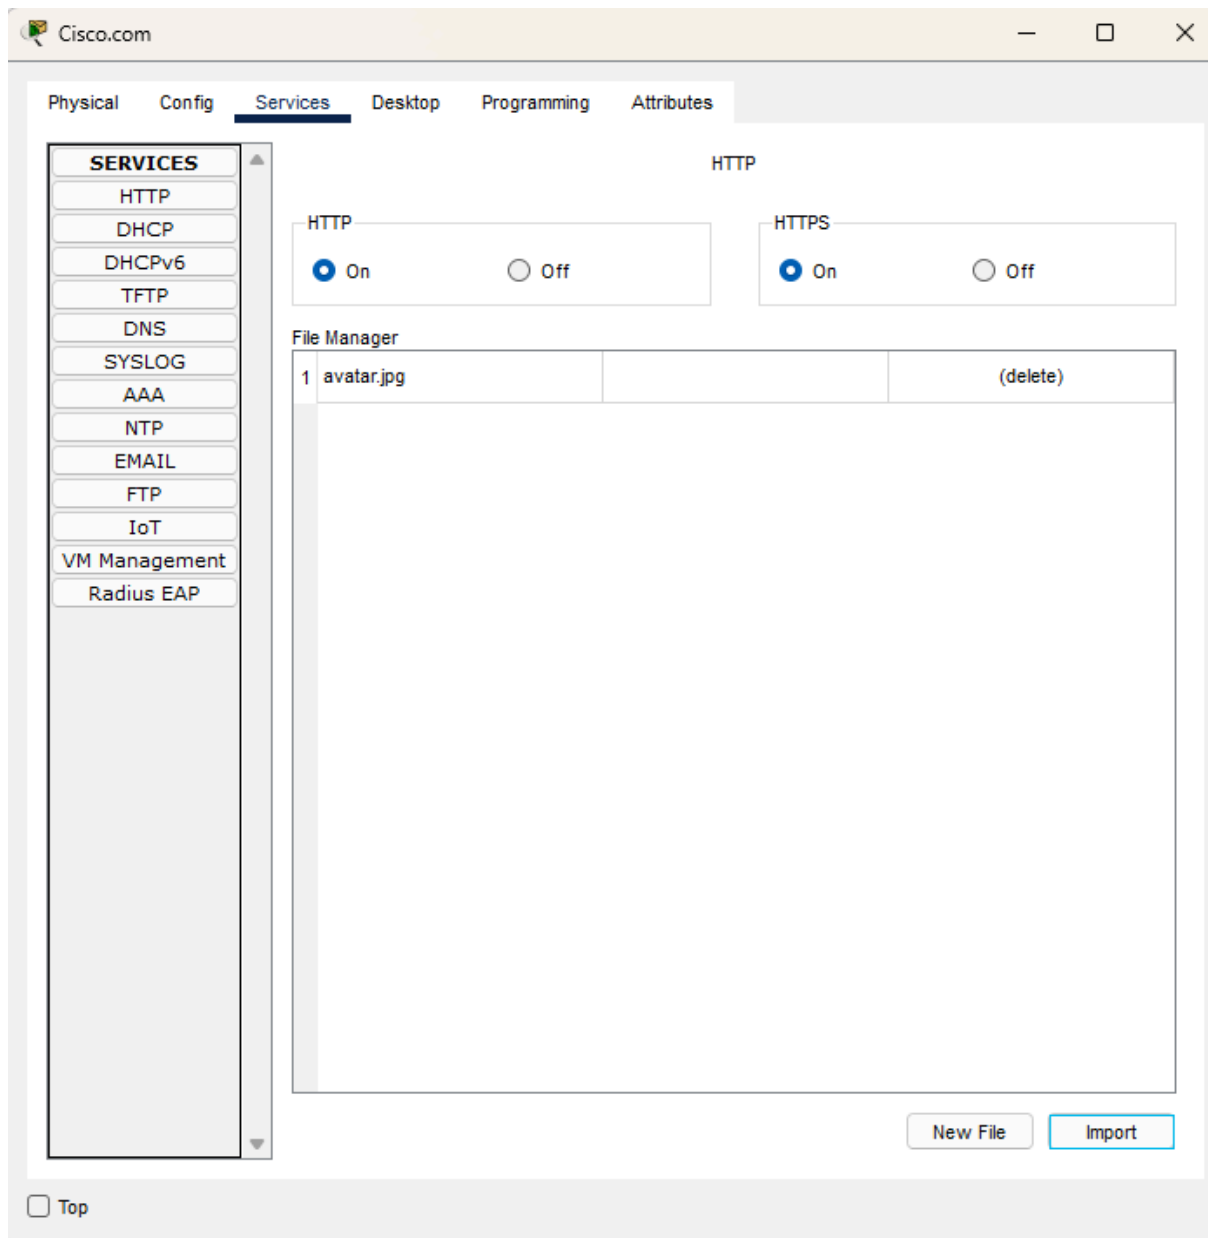 Cisco.com
Physical Config Services Desktop Programming Attributes
SERVICES
HTTP
DHCP
DHCPv6
TFTP
DNS
SYSLOG
AAA
NTP
EMAIL
FTP
IoT
VM Management
Radius EAP
HTTP
HTTP
On Off
HTTPS
On Off
File Manager
1 avatar.jpg (delete)
New File Import
Top